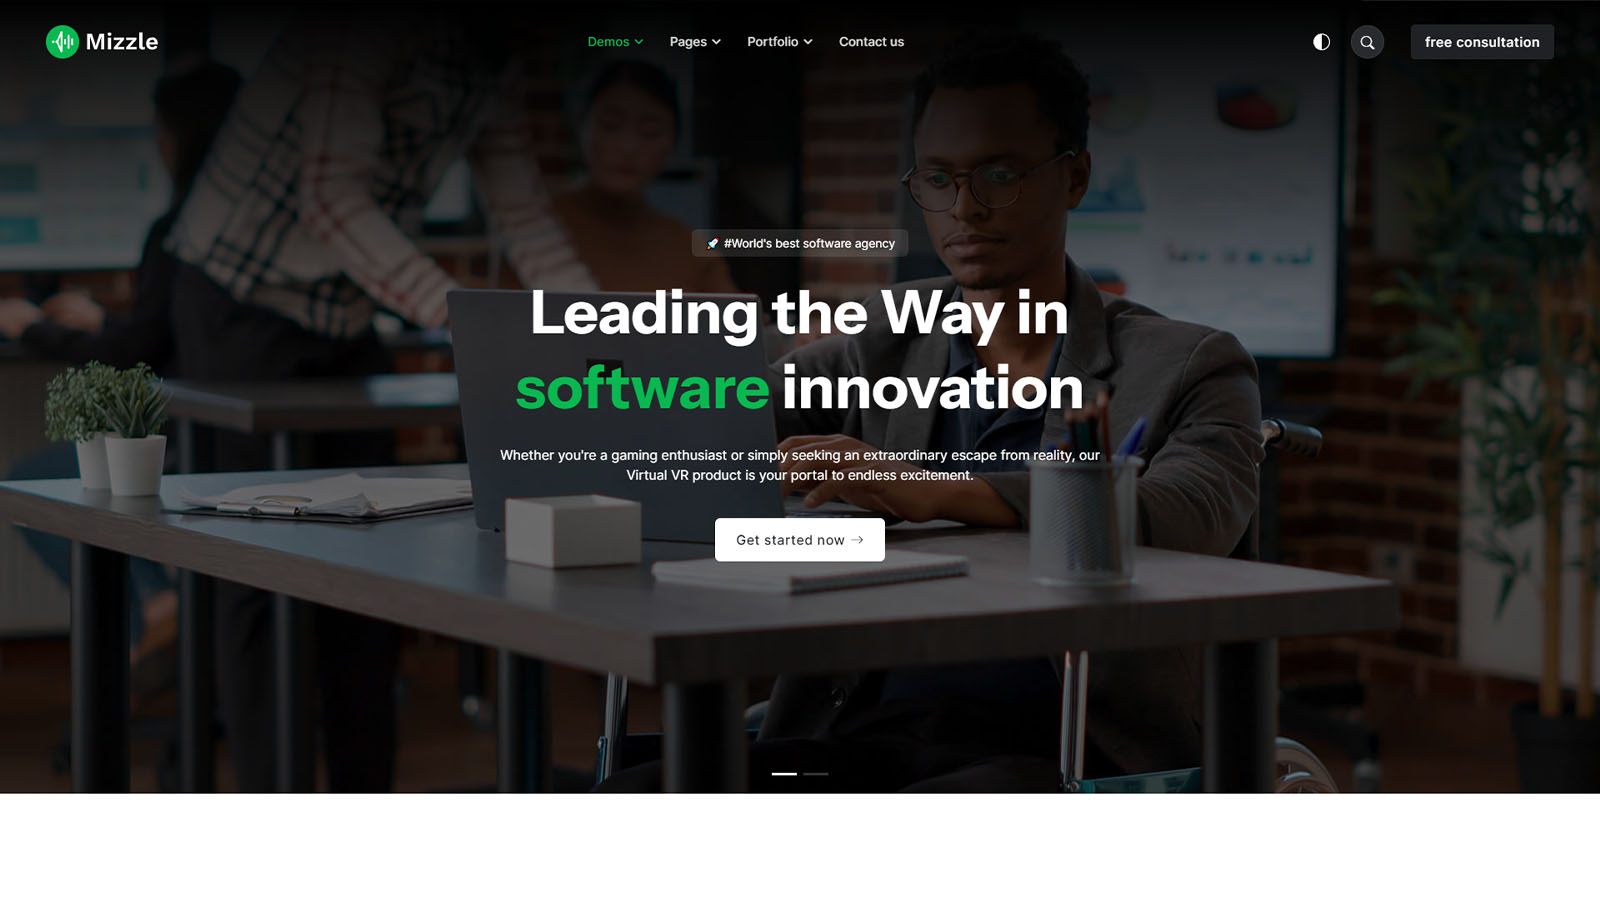 Mizzle
Demos
Pages
Portfolio
Contact us
free consultation
🚀 #World's best software agency
Leading the Way in
software innovation
Whether you're a gaming enthusiast or simply seeking an extraordinary escape from reality, our
Virtual VR product is your portal to endless excitement.
Get started now →